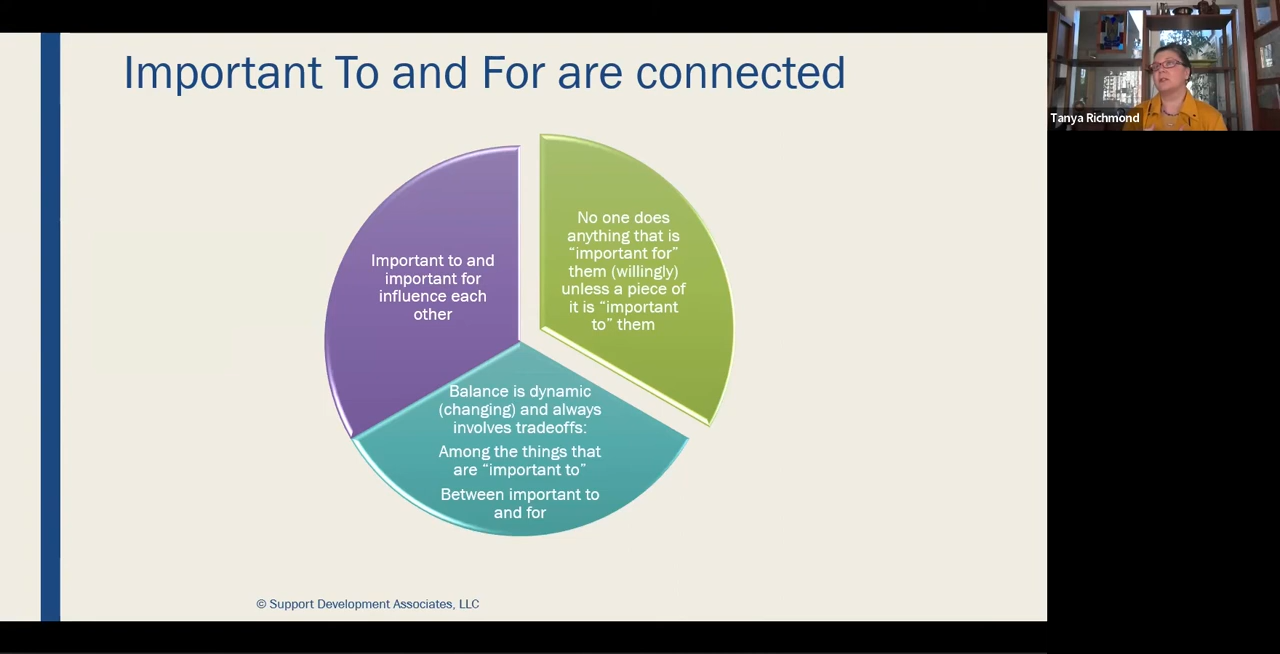 Important To and For are connected
Tanya Richmond
No one does
anything that is
“important for”
them (willingly)
unless a piece of
it is “important
to” them
Important to and
important for
influence each
other
Balance is dynamic
(changing) and always
involves tradeoffs:
Among the things that
are “important to”
Between important to
and for
© Support Development Associates, LLC